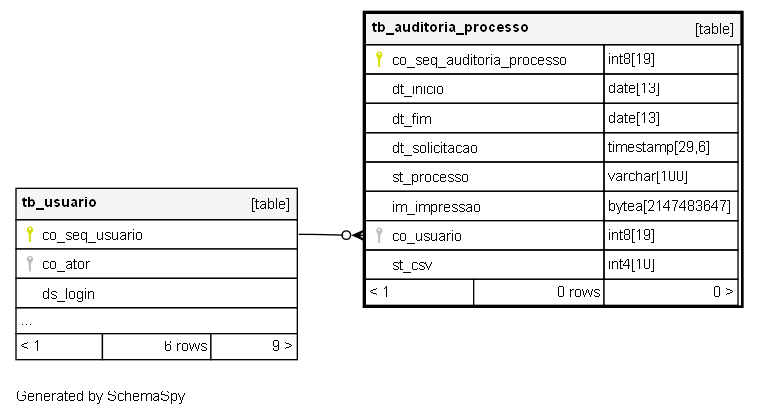 tb_auditoria_processo [table]
co_seq_auditoria_processo int8[19]
dt_inicio date[13]
dt_fim date[13]
dt_solicitacao timestamp[29,6]
st_processo varchar[100]
im_impressao bytea[2147483647]
co_usuario int8[19]
st_csv int4[10]
< 1 0 rows 0 >
tb_usuario [table]
co_seq_usuario
co_ator
ds_login
...
< 1 6 rows 9 >
Generated by SchemaSpy